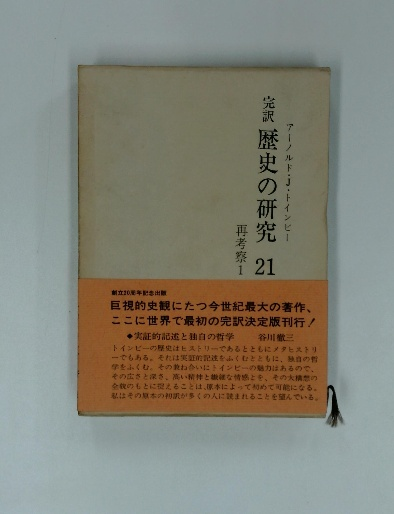 アーノルド・J・トインビー
完訳 歴史の研究 21
再考察1
創立20周年記念出版
巨視的史観にたつ今世紀最大の著作、
ここに世界で最初の完訳決定版刊行！
◆実証的記述と独自の哲学 谷川徹三
トインビーの歴史はヒストリーであるとともにメタヒストリ
ーでもある。それは実証的記述をふくむとともに、独自の哲
学をふくむ。その兼ね合いにトインビーの魅力はあるので、
その広さと深さ、高い精神と繊細な情感とを、その大構想の
全貌のもとに捉えることは、原本によって初めて可能になる。
私はその原本の初訳が多くの人に読まれることを望んでいる。